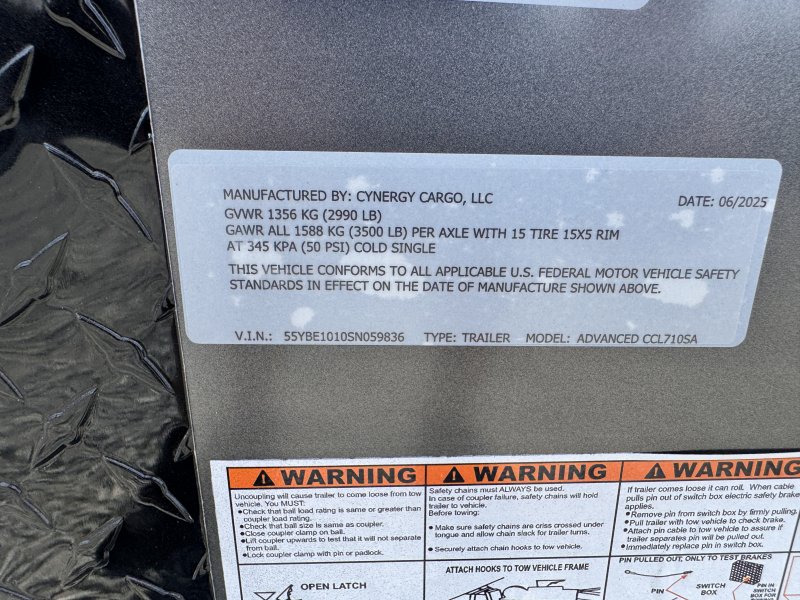 MANUFACTURED BY: CYNERGY CARGO, LLC DATE: 06/2025
GVWR 1356 KG (2990 LB)
GAWR ALL 1588 KG (3500 LB) PER AXLE WITH 15 TIRE 15X5 RIM
AT 345 KPA (50 PSI) COLD SINGLE
THIS VEHICLE CONFORMS TO ALL APPLICABLE U.S. FEDERAL MOTOR VEHICLE SAFETY
STANDARDS IN EFFECT ON THE DATE OF MANUFACTURE SHOWN ABOVE.
V.I.N.: 55YBE1010SN059836 TYPE: TRAILER MODEL: ADVANCED CCL710SA
WARNING
Uncoupling will cause trailer to come loose from tow
vehicle. You MUST:
●Check that ball load rating is same or greater than
coupler load rating.
●Check that ball size is same as coupler.
●Close coupler clamp on ball.
●Lift coupler upwards to test that it will not separate
from ball.
●Lock coupler clamp with pin or padlock.
OPEN LATCH
WARNING
Safety chains must ALWAYS be used.
In case of coupler failure, safety chains will hold
trailer to vehicle.
Before towing:
● Make sure safety chains are criss crossed under
tongue and allow chain slack for trailer turns.
● Securely attach chain hooks to tow vehicle.
ATTACH HOOKS TO TOW VEHICLE FRAME
WARNING
If trailer comes loose it can roll. When cable
pulls pin out of switch box electric safety brake
applies.
●Remove pin from switch box by firmly pulling.
●Pull trailer with tow vehicle to check brake.
●Attach pin cable to tow vehicle to assure if
trailer separates pin will be pulled out.
●Immediately replace pin in switch box.
PIN PULLED OUT, ONLY TO TEST BRAKES
PIN
SWITCH
BOX
PIN IN
SWITCH
BOX FOR